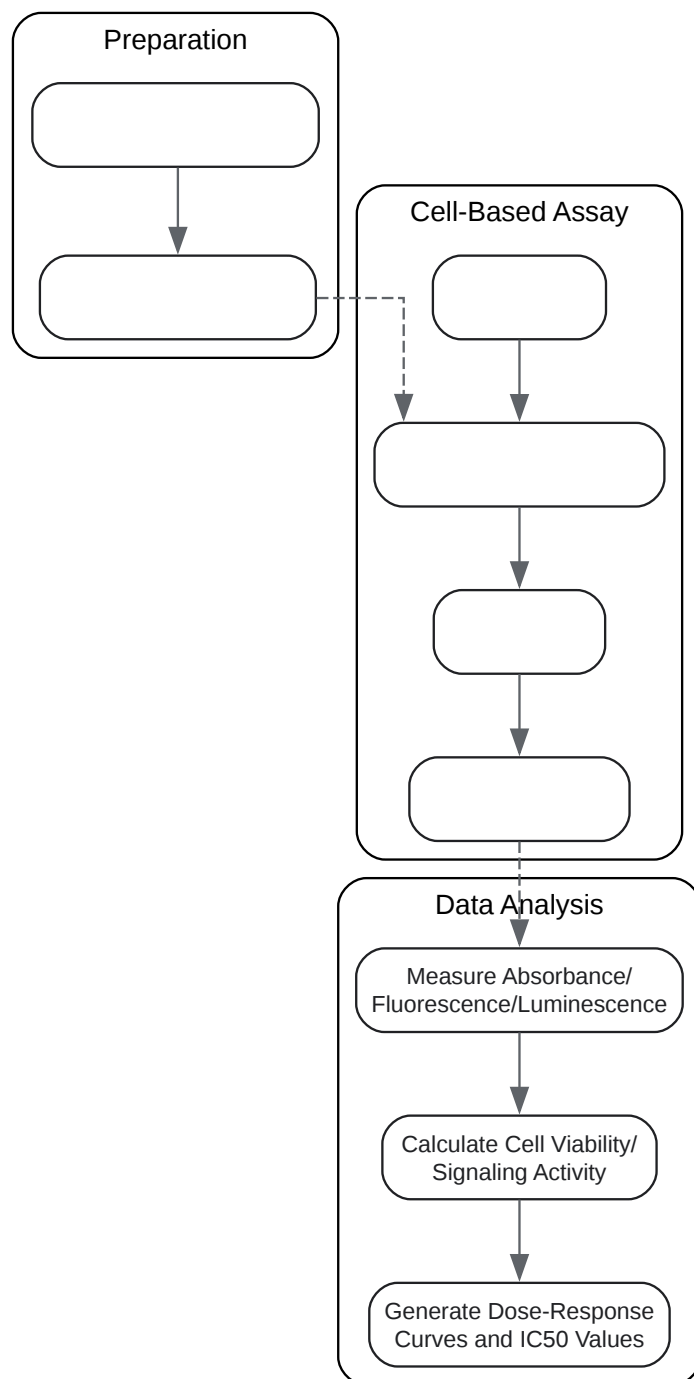 Preparation
Cell-Based Assay
Data Analysis
Measure Absorbance/
Fluorescence/Luminescence
Calculate Cell Viability/
Signaling Activity
Generate Dose-Response
Curves and IC50 Values